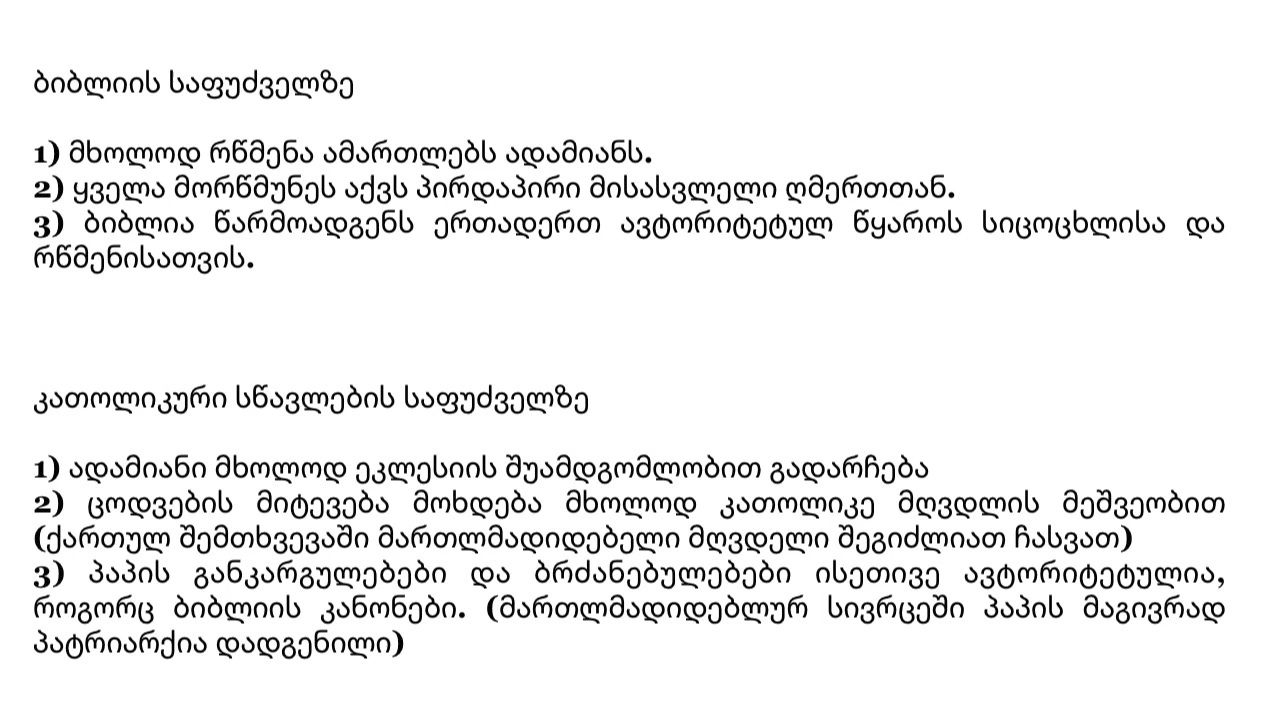 ბიბლიის საფუძველზე
1) მხოლოდ რწმენა ამართლებს ადამიანს.
2) ყველა მორწმუნეს აქვს პირდაპირი მისასვლელი ღმერთთან.
3) ბიბლია წარმოადგენს ერთადერთ ავტორიტეტულ წყაროს სიცოცხლისა და
რწმენისათვის.
კათოლიკური სწავლების საფუძველზე
1) ადამიანი მხოლოდ ეკლესიის შუამდგომლობით გადარჩება
2) ცოდვების მიტევება მოხდება მხოლოდ კათოლიკე მღვდლის მეშვეობით
(ქართულ შემთხვევაში მართლმადიდებელი მღვდელი შეგიძლიათ ჩასვათ)
3) პაპის განკარგულებები და ბრძანებულებები ისეთივე ავტორიტეტულია,
როგორც ბიბლიის კანონები. (მართლმადიდებლურ სივრცეში პაპის მაგივრად
პატრიარქია დადგენილი)